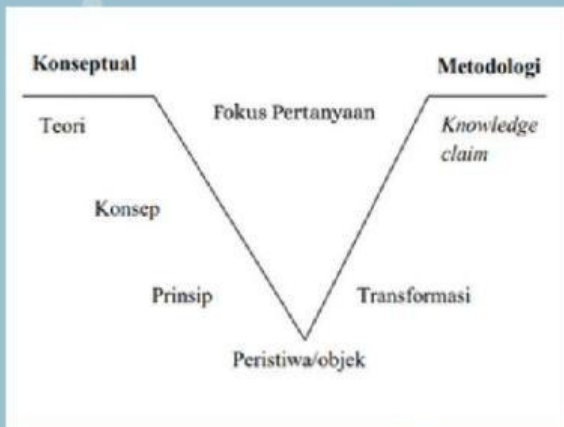 Konseptual
Metodologi
Fokus Pertanyaan
Teori
Knowledge
claim
Konsep
Prinsip
Transformasi
Peristiwa/objek